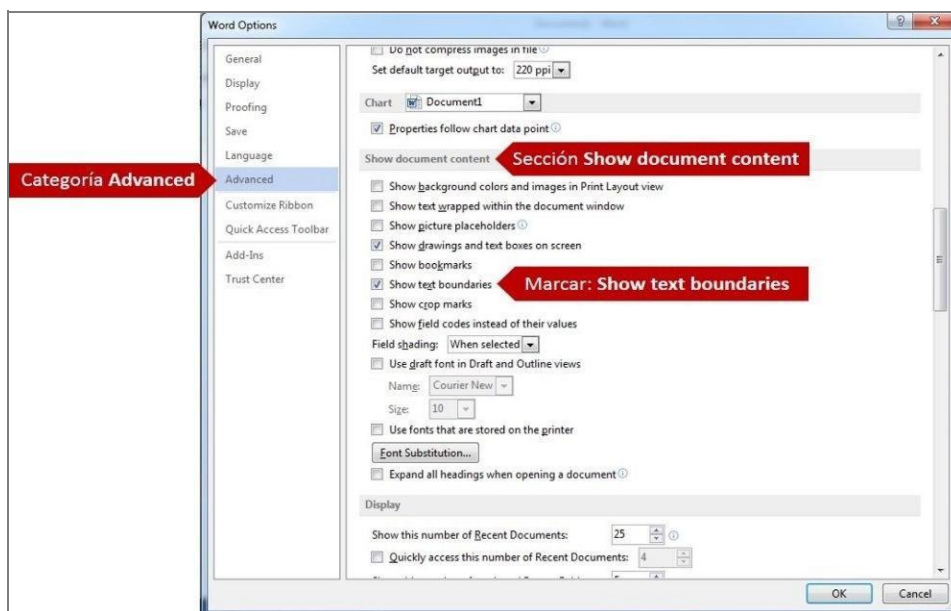 Word Options
General
Display
Proofing
Save
Language
Categoría Advanced
Advanced
Customize Ribbon
Quick Access Toolbar
Add-Ins
Trust Center
Do not compress images in file
Set default target output to: 220 ppi
Chart Document1
Properties follow chart data point
Show document content
Sección Show document content
Show background colors and images in Print Layout view
Show text wrapped within the document window
Show picture placeholders
Show drawings and text boxes on screen
Show bookmarks
Show text boundaries
Marcar: Show text boundaries
Show crop marks
Show field codes instead of their values
Field shading: When selected
Use draft font in Draft and Outline views
Name: Courier New
Size: 10
Use fonts that are stored on the printer
Font Substitution...
Expand all headings when opening a document
Display
Show this number of Recent Documents: 25
Quickly access this number of Recent Documents: 4
OK Cancel